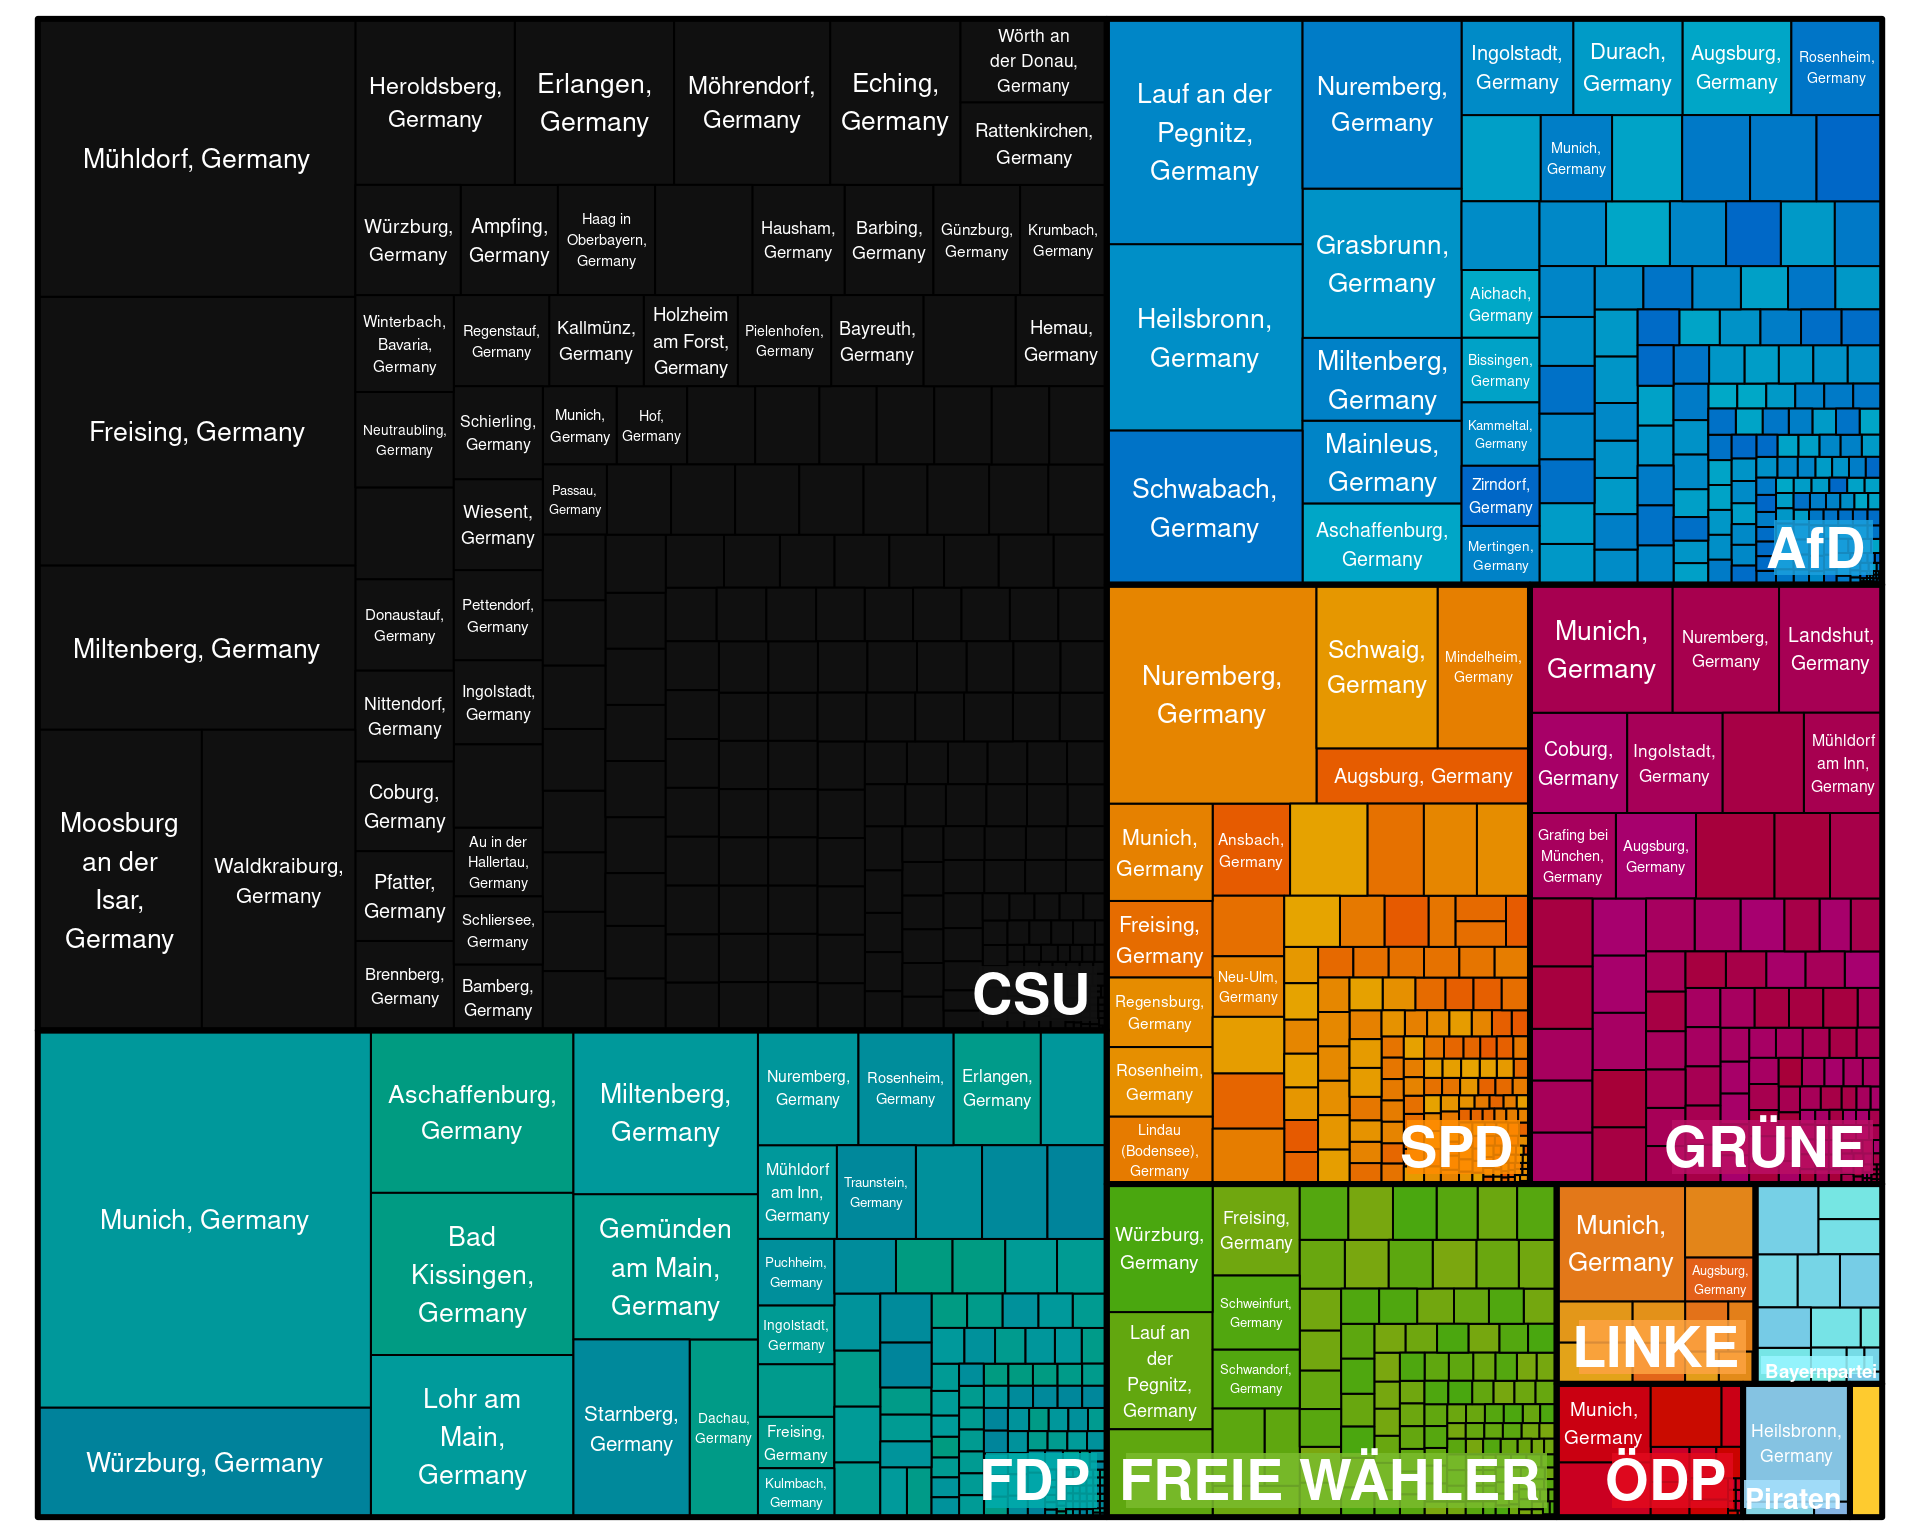 Mühldorf, Germany
Freising, Germany
Miltenberg, Germany
Moosburg
an der
Isar,
Germany
Waldkraiburg,
Germany
Heroldsberg,
Germany
Erlangen,
Germany
Möhrendorf,
Germany
Eching,
Germany
Wörth an
der Donau,
Germany
Rattenkirchen,
Germany
Würzburg,
Germany
Ampfing,
Germany
Haag in
Oberbayern,
Germany
Hausham,
Germany
Barbing,
Germany
Günzburg,
Germany
Krumbach,
Germany
Winterbach,
Bavaria,
Germany
Regenstauf,
Germany
Kallmünz,
Germany
Holzheim
am Forst,
Germany
Pielenhofen,
Germany
Bayreuth,
Germany
Hemau,
Germany
Neutraubling,
Germany
Schierling,
Germany
Munich,
Germany
Hof,
Germany
Wiesent,
Germany
Passau,
Germany
Donaustauf,
Germany
Pettendorf,
Germany
Nittendorf,
Germany
Ingolstadt,
Germany
Coburg,
Germany
Au in der
Hallertau,
Germany
Pfatter,
Germany
Schliersee,
Germany
Brennberg,
Germany
Bamberg,
Germany
CSU
Lauf an der
Pegnitz,
Germany
Heilsbronn,
Germany
Schwabach,
Germany
Nuremberg,
Germany
Grasbrunn,
Germany
Miltenberg,
Germany
Mainleus,
Germany
Aschaffenburg,
Germany
Ingolstadt,
Germany
Durach,
Germany
Augsburg,
Germany
Rosenheim,
Germany
Munich,
Germany
Aichach,
Germany
Bissingen,
Germany
Kammeltal,
Germany
Zirndorf,
Germany
Mertingen,
Germany
AfD
Nuremberg,
Germany
Schwaig,
Germany
Mindelheim,
Germany
Augsburg, Germany
Munich,
Germany
Ansbach,
Germany
Freising,
Germany
Neu-Ulm,
Germany
Regensburg,
Germany
Rosenheim,
Germany
Lindau
(Bodensee),
Germany
SPD
Munich,
Germany
Nuremberg,
Germany
Landshut,
Germany
Coburg,
Germany
Ingolstadt,
Germany
Mühldorf
am Inn,
Germany
Grafing bei
München,
Germany
Augsburg,
Germany
GRÜNE
Munich, Germany
Würzburg, Germany
Aschaffenburg,
Germany
Bad
Kissingen,
Germany
Lohr am
Main,
Germany
Miltenberg,
Germany
Gemünden
am Main,
Germany
Starnberg,
Germany
Dachau,
Germany
Nuremberg,
Germany
Rosenheim,
Germany
Erlangen,
Germany
Mühldorf
am Inn,
Germany
Traunstein,
Germany
Puchheim,
Germany
Ingolstadt,
Germany
Freising,
Germany
Kulmbach,
Germany
FDP
Würzburg,
Germany
Freising,
Germany
Schweinfurt,
Germany
Lauf an
der
Pegnitz,
Germany
Schwandorf,
Germany
FREIE WÄHLER
Munich,
Germany
Augsburg,
Germany
LINKE
Bayernpartei
Munich,
Germany
ÖDP
Heilsbronn,
Germany
Piraten